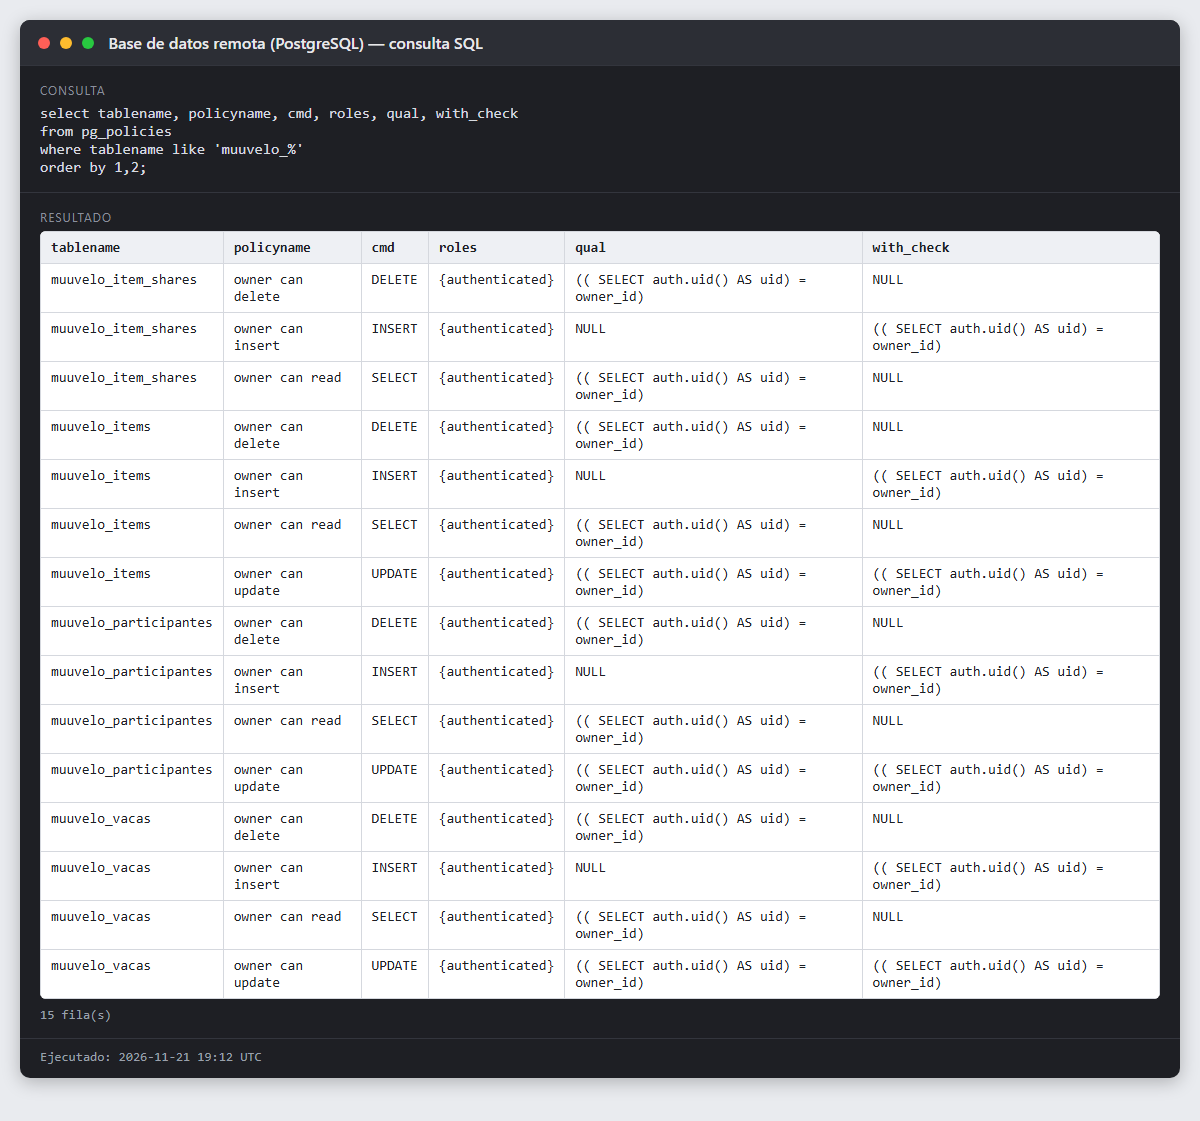 Base de datos remota (PostgreSQL) — consulta SQL
CONSULTA
select tablename, policyname, cmd, roles, qual, with_check
from pg_policies
where tablename like 'muuvelo_%'
order by 1,2;
RESULTADO
tablename policyname cmd roles qual with_check
muuvelo_item_shares owner can delete DELETE {authenticated} (( SELECT auth.uid() AS uid) = owner_id) NULL
muuvelo_item_shares owner can insert INSERT {authenticated} NULL (( SELECT auth.uid() AS uid) = owner_id)
muuvelo_item_shares owner can read SELECT {authenticated} (( SELECT auth.uid() AS uid) = owner_id) NULL
muuvelo_items owner can delete DELETE {authenticated} (( SELECT auth.uid() AS uid) = owner_id) NULL
muuvelo_items owner can insert INSERT {authenticated} NULL (( SELECT auth.uid() AS uid) = owner_id)
muuvelo_items owner can read SELECT {authenticated} (( SELECT auth.uid() AS uid) = owner_id) NULL
muuvelo_items owner can update UPDATE {authenticated} (( SELECT auth.uid() AS uid) = owner_id) (( SELECT auth.uid() AS uid) = owner_id)
muuvelo_participantes owner can delete DELETE {authenticated} (( SELECT auth.uid() AS uid) = owner_id) NULL
muuvelo_participantes owner can insert INSERT {authenticated} NULL (( SELECT auth.uid() AS uid) = owner_id)
muuvelo_participantes owner can read SELECT {authenticated} (( SELECT auth.uid() AS uid) = owner_id) NULL
muuvelo_participantes owner can update UPDATE {authenticated} (( SELECT auth.uid() AS uid) = owner_id) (( SELECT auth.uid() AS uid) = owner_id)
muuvelo_vacas owner can delete DELETE {authenticated} (( SELECT auth.uid() AS uid) = owner_id) NULL
muuvelo_vacas owner can insert INSERT {authenticated} NULL (( SELECT auth.uid() AS uid) = owner_id)
muuvelo_vacas owner can read SELECT {authenticated} (( SELECT auth.uid() AS uid) = owner_id) NULL
muuvelo_vacas owner can update UPDATE {authenticated} (( SELECT auth.uid() AS uid) = owner_id) (( SELECT auth.uid() AS uid) = owner_id)
15 fila(s)
Ejecutado: 2026-11-21 19:12 UTC